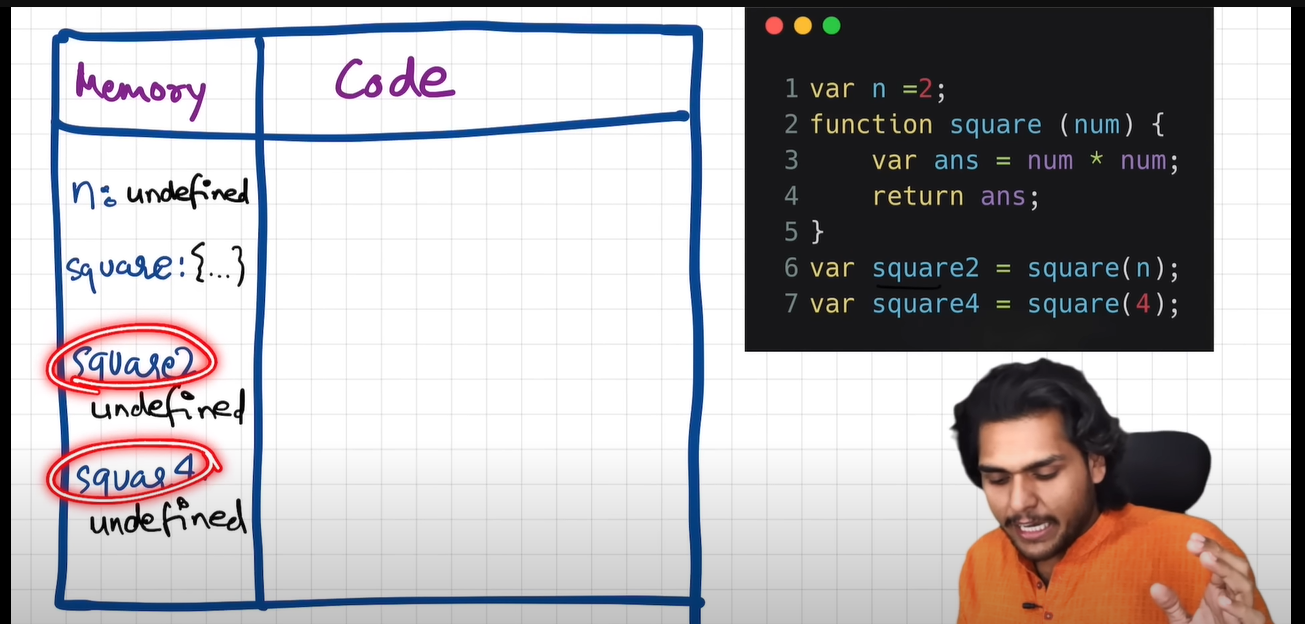 Memory
Code
n: undefined
square: {...}
square2
undefined
squar4
undefined
1 var n =2;
2 function square (num) {
3 var ans = num * num;
4 return ans;
5 }
6 var square2 = square(n);
7 var square4 = square(4);